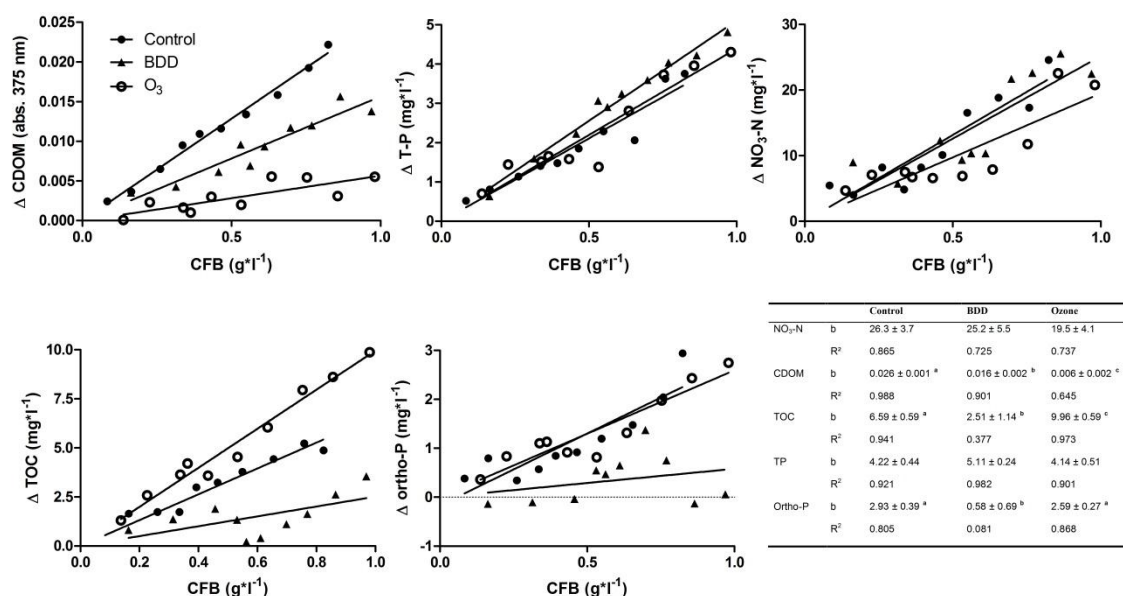 Δ CDOM (abs. 375 nm)
0.025
0.020
0.015
0.010
0.005
0.000
0.0 0.5 1.0
CFB (g*l⁻¹)
Control
BDD
O₃
Δ T-P (mg*l⁻¹)
6
4
2
0
0.0 0.5 1.0
CFB (g*l⁻¹)
Δ NO₃-N (mg*l⁻¹)
30
20
10
0
0.0 0.5 1.0
CFB (g*l⁻¹)
Δ TOC (mg*l⁻¹)
10.0
7.5
5.0
2.5
0.0
0.0 0.2 0.4 0.6 0.8 1.0
CFB (g*l⁻¹)
Δ ortho-P (mg*l⁻¹)
3
2
1
0
-1
0.0 0.5 1.0
CFB (g*l⁻¹)
Control BDD Ozone
NO₃-N b 26.3 ± 3.7 25.2 ± 5.5 19.5 ± 4.1
R² 0.865 0.725 0.737
CDOM b 0.026 ± 0.001 ᵃ 0.016 ± 0.002 ᵇ 0.006 ± 0.002 ᶜ
R² 0.988 0.901 0.645
TOC b 6.59 ± 0.59 ᵃ 2.51 ± 1.14 ᵇ 9.96 ± 0.59 ᶜ
R² 0.941 0.377 0.973
TP b 4.22 ± 0.44 5.11 ± 0.24 4.14 ± 0.51
R² 0.921 0.982 0.901
Ortho-P b 2.93 ± 0.39 ᵃ 0.58 ± 0.69 ᵇ 2.59 ± 0.27 ᵃ
R² 0.805 0.081 0.868